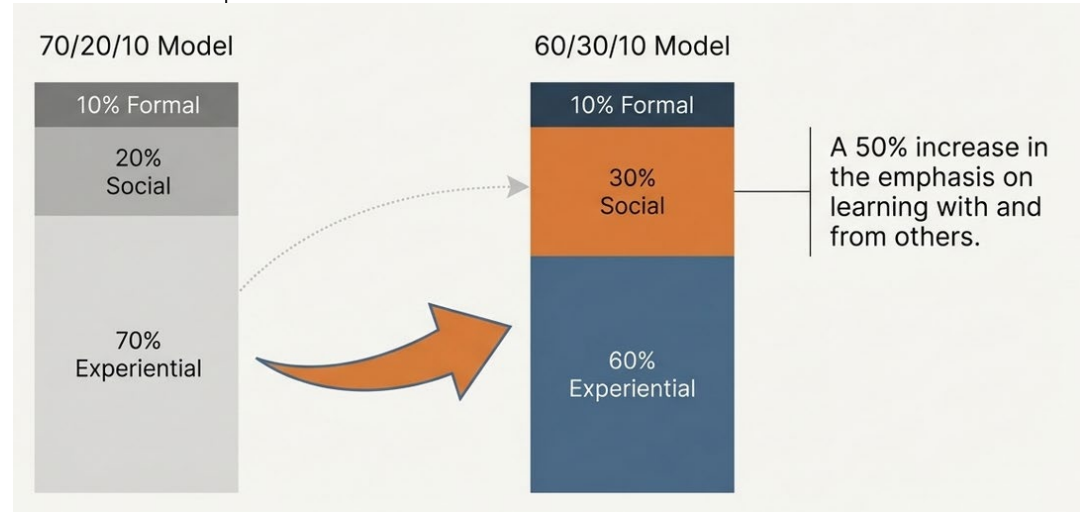 70/20/10 Model
10% Formal
20%
Social
70%
Experiential
60/30/10 Model
10% Formal
30%
Social
60%
Experiential
A 50% increase in
the emphasis on
learning with and
from others.